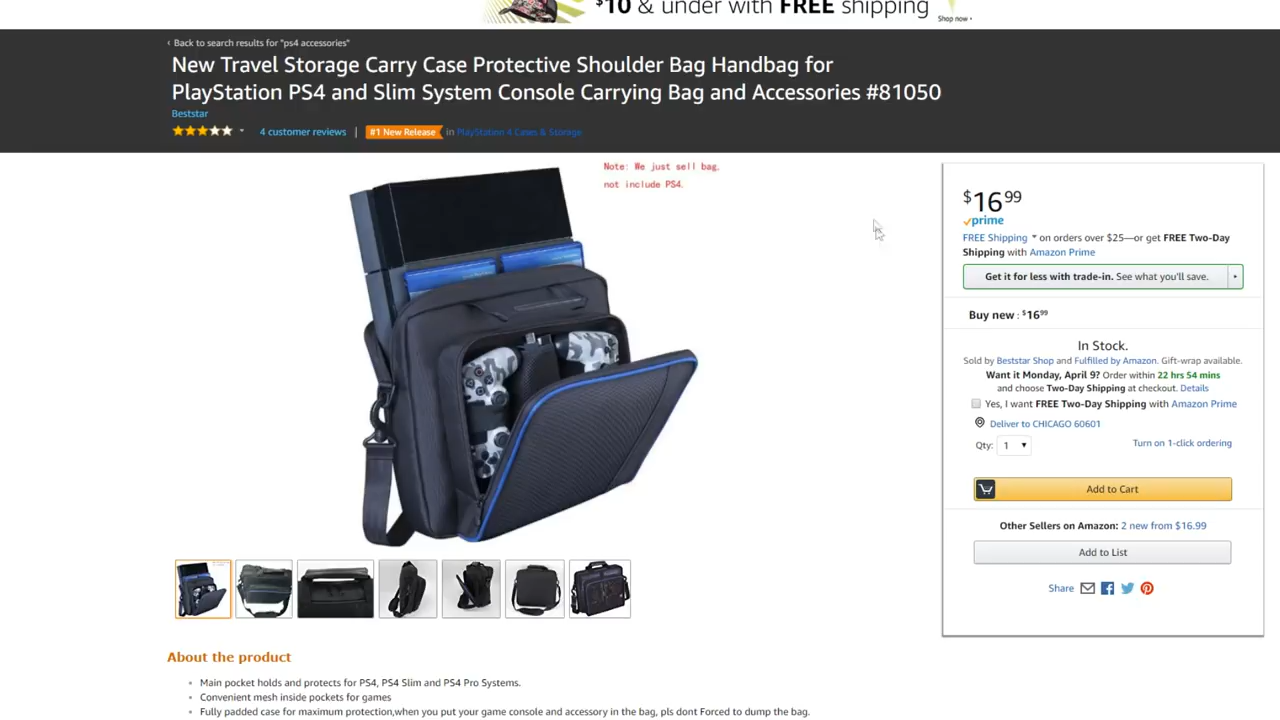 $10 & under with FREE shipping
Shop now ›
‹ Back to search results for "ps4 accessories"
New Travel Storage Carry Case Protective Shoulder Bag Handbag for
PlayStation PS4 and Slim System Console Carrying Bag and Accessories #81050
Beststar
4 customer reviews | #1 New Release in PlayStation 4 Cases & Storage
Note: We just sell bag,
not include PS4.
$16 99
prime
FREE Shipping on orders over $25—or get FREE Two-Day
Shipping with Amazon Prime
Get it for less with trade-in. See what you'll save.
Buy new : $16 99
In Stock.
Sold by Beststar Shop and Fulfilled by Amazon. Gift-wrap available.
Want it Monday, April 9? Order within 22 hrs 54 mins
and choose Two-Day Shipping at checkout. Details
Yes, I want FREE Two-Day Shipping with Amazon Prime
Deliver to CHICAGO 60601
Qty: 1
Turn on 1-click ordering
Add to Cart
Other Sellers on Amazon: 2 new from $16.99
Add to List
Share
About the product
• Main pocket holds and protects for PS4, PS4 Slim and PS4 Pro Systems.
• Convenient mesh inside pockets for games
• Fully padded case for maximum protection,when you put your game console and accessory in the bag, pls dont Forced to dump the bag.